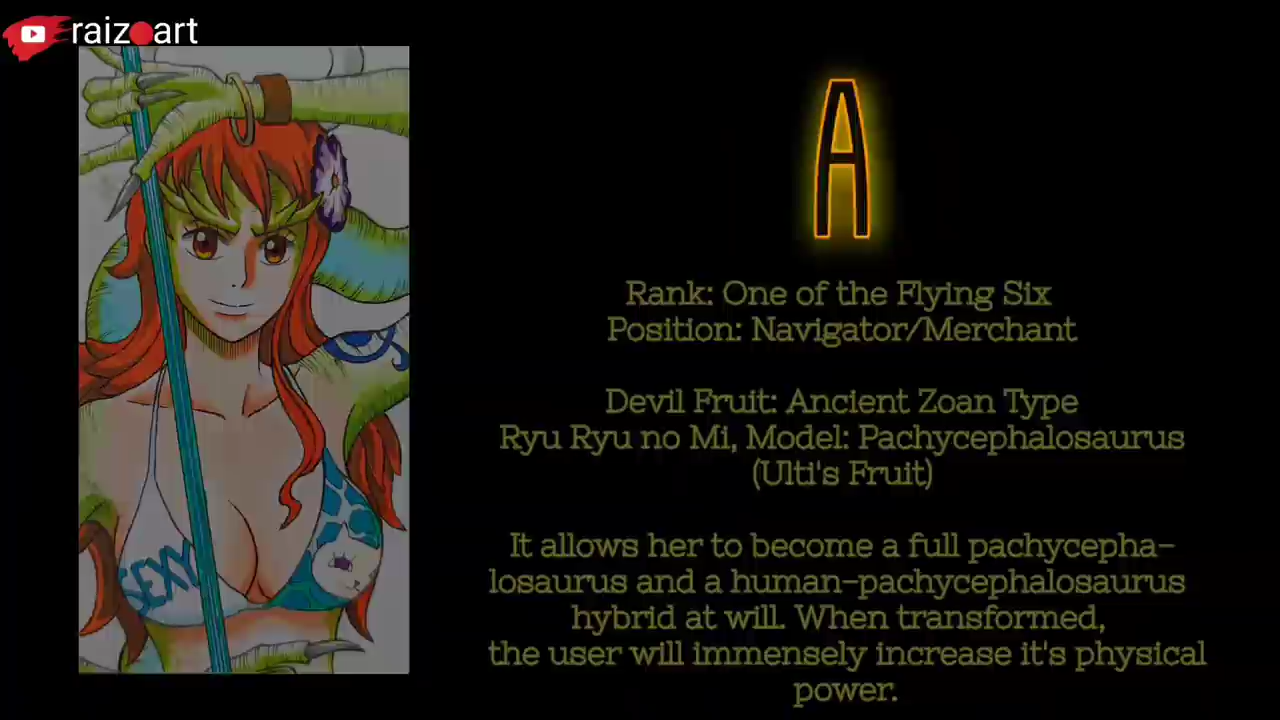 raizoart
A
Rank: One of the Flying Six
Position: Navigator/Merchant
Devil Fruit: Ancient Zoan Type
Ryu Ryu no Mi, Model: Pachycephalosaurus
(Ulti's Fruit)
It allows her to become a full pachycepha-
losaurus and a human-pachycephalosaurus
hybrid at will. When transformed,
the user will immensely increase it's physical
power.
SEXY